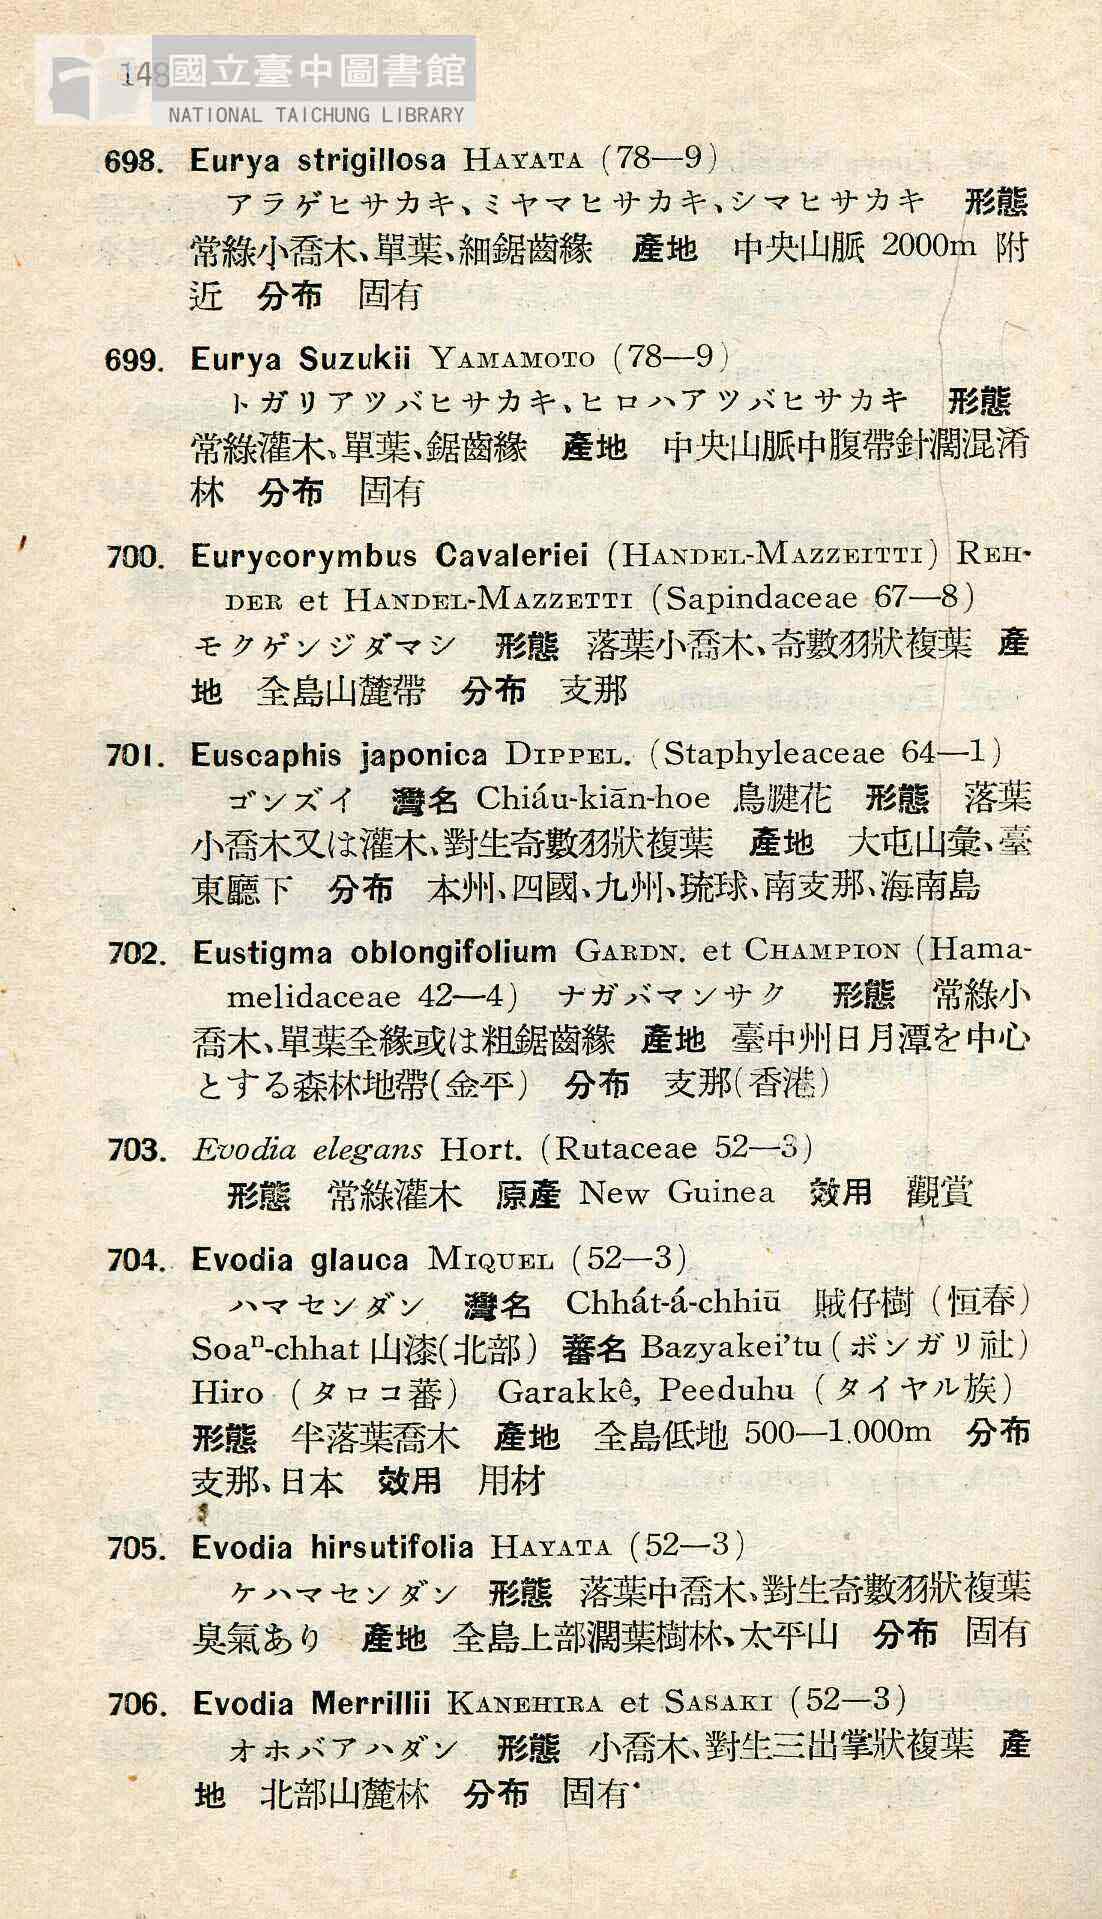 148
國立臺中圖書館
NATIONAL TAICHUNG LIBRARY
698. Eurya strigillosa HAYATA (78—9)
アラゲヒサカキ、ミヤマヒサカキ、シマヒサカキ 形態
常綠小喬木、單葉、細鋸齒緣 產地 中央山脈 2000m 附
近 分布 固有
699. Eurya Suzukii YAMAMOTO (78—9)
トガリアツバヒサカキ、ヒロハアツバヒサカキ 形態
常綠灌木、單葉、鋸齒緣 產地 中央山脈中腹帶針濶混淆
林 分布 固有
700. Eurycorymbus Cavaleriei (HANDEL-MAZZEITTI) REH-
DER et HANDEL-MAZZETTI (Sapindaceae 67—8)
モクゲンジダマシ 形態 落葉小喬木、奇數羽狀複葉 產
地 全島山麓帶 分布 支那
701. Euscaphis japonica DIPPEL. (Staphyleaceae 64—1)
ゴンズイ 灣名 Chiáu-kiān-hoe 鳥腱花 形態 落葉
小喬木又は灌木、對生奇數羽狀複葉 產地 大屯山彙、臺
東廳下 分布 本州、四國、九州、琉球、南支那、海南島
702. Eustigma oblongifolium GARDN. et CHAMPION (Hama-
melidaceae 42—4) ナガバマンサク 形態 常綠小
喬木、單葉全緣或は粗鋸齒緣 產地 臺中州日月潭を中心
とする森林地帶(金平) 分布 支那(香港)
703. Evodia elegans Hort. (Rutaceae 52—3)
形態 常綠灌木 原產 New Guinea 效用 觀賞
704. Evodia glauca MIQUEL (52—3)
ハマセンダン 灣名 Chhát-á-chhiū 賊仔樹 (恒春)
Soaⁿ-chhat 山漆(北部) 蕃名 Bazyakei'tu (ボンガリ社)
Hiro (タロコ蕃) Garakkê, Peeduhu (タイヤル族)
形態 半落葉喬木 產地 全島低地 500—1.000m 分布
支那、日本 效用 用材
705. Evodia hirsutifolia HAYATA (52—3)
ケハマセンダン 形態 落葉中喬木、對生奇數羽狀複葉
臭氣あり 產地 全島上部濶葉樹林、太平山 分布 固有
706. Evodia Merrillii KANEHIRA et SASAKI (52—3)
オホバアハダン 形態 小喬木、對生三出掌狀複葉 產
地 北部山麓林 分布 固有